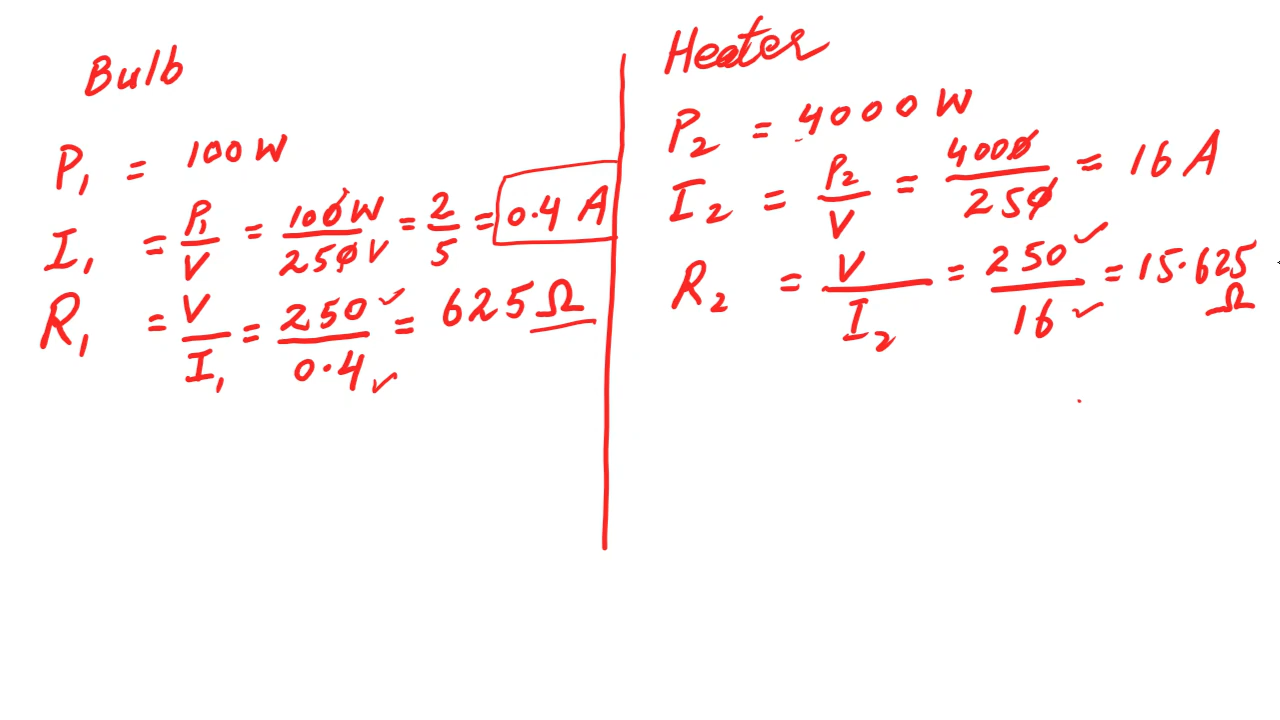 Bulb
P₁ = 100 W
I₁ = P₁/V = 100W/250V = 2/5 = 0.4 A
R₁ = V/I₁ = 250/0.4 = 625 Ω
Heater
P₂ = 4000 W
I₂ = P₂/V = 4000/250 = 16 A
R₂ = V/I₂ = 250/16 = 15.625 Ω